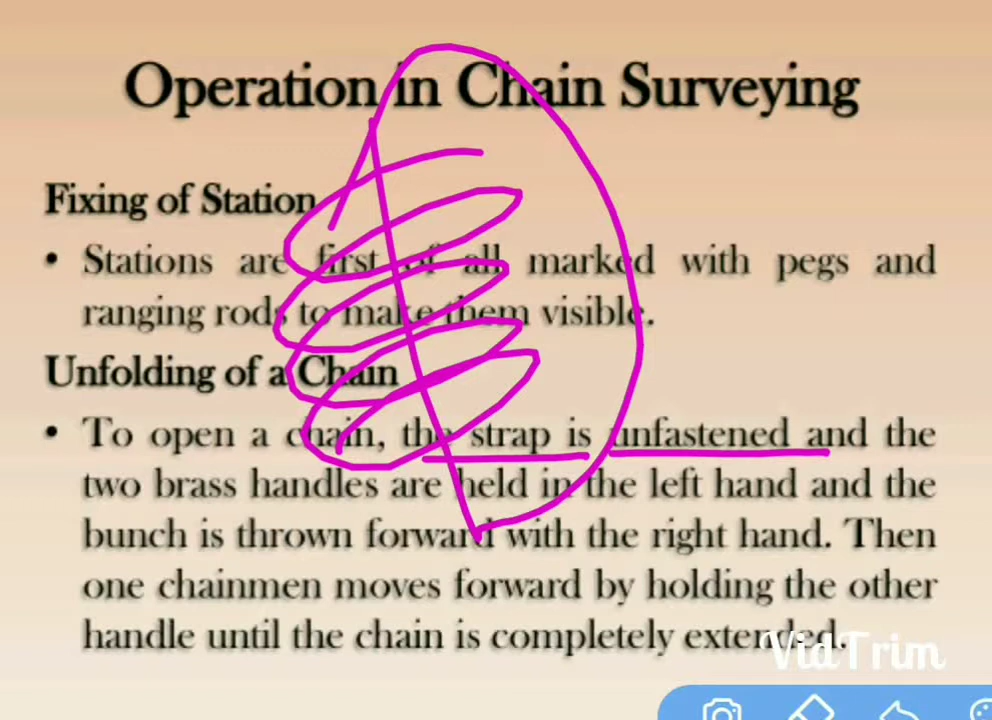 Operation in Chain Surveying
Fixing of Station
• Stations are first of all marked with pegs and
ranging rods to make them visible.
Unfolding of a Chain
• To open a chain, the strap is unfastened and the
two brass handles are held in the left hand and the
bunch is thrown forward with the right hand. Then
one chainmen moves forward by holding the other
handle until the chain is completely extended.
VidTrim